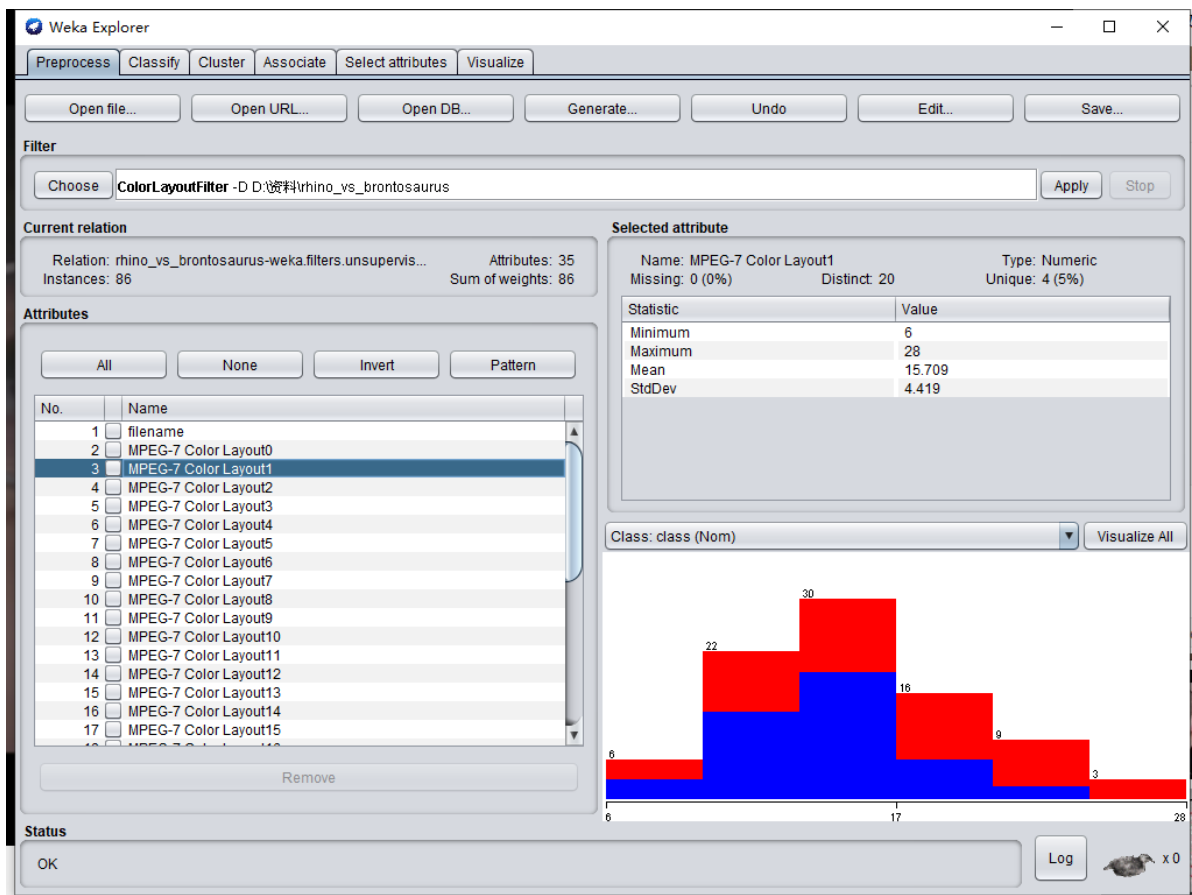 Weka Explorer
Preprocess Classify Cluster Associate Select attributes Visualize
Open file... Open URL... Open DB... Generate... Undo Edit... Save...
Filter
Choose ColorLayoutFilter -D D:\资料\rhino_vs_brontosaurus Apply Stop
Current relation
Relation: rhino_vs_brontosaurus-weka.filters.unsupervis... Attributes: 35
Instances: 86 Sum of weights: 86
Attributes
All None Invert Pattern
No. Name
1 filename
2 MPEG-7 Color Layout0
3 MPEG-7 Color Layout1
4 MPEG-7 Color Layout2
5 MPEG-7 Color Layout3
6 MPEG-7 Color Layout4
7 MPEG-7 Color Layout5
8 MPEG-7 Color Layout6
9 MPEG-7 Color Layout7
10 MPEG-7 Color Layout8
11 MPEG-7 Color Layout9
12 MPEG-7 Color Layout10
13 MPEG-7 Color Layout11
14 MPEG-7 Color Layout12
15 MPEG-7 Color Layout13
16 MPEG-7 Color Layout14
17 MPEG-7 Color Layout15
Remove
Selected attribute
Name: MPEG-7 Color Layout1 Type: Numeric
Missing: 0 (0%) Distinct: 20 Unique: 4 (5%)
Statistic Value
Minimum 6
Maximum 28
Mean 15.709
StdDev 4.419
Class: class (Nom) Visualize All
30
22
16
9
6
3
6 17 28
Status
OK
Log x 0